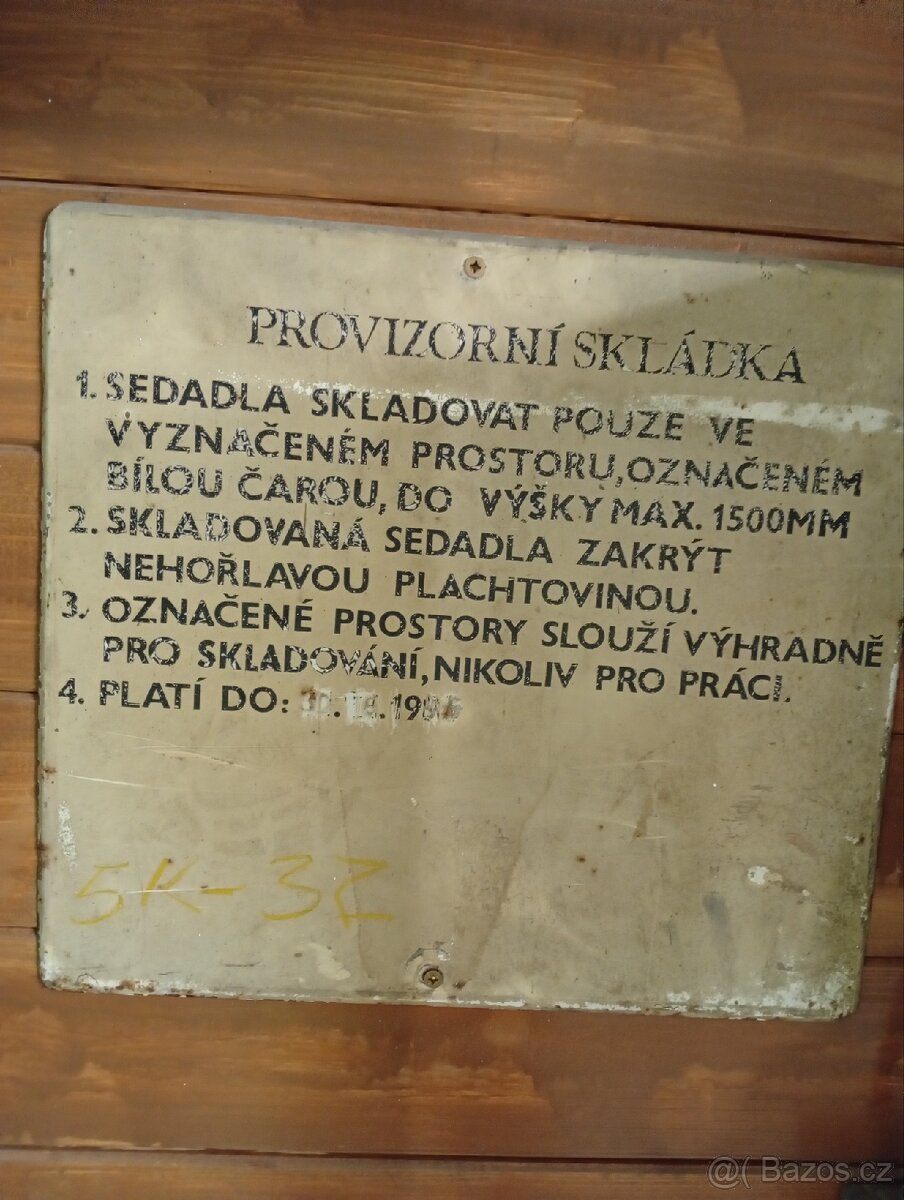 PROVIZORNÍ SKLÁDKA
1. SEDADLA SKLADOVAT POUZE VE
VYZNAČENÉM PROSTORU, OZNAČENÉM
BÍLOU ČAROU, DO VÝŠKY MAX. 1500MM
2. SKLADOVANÁ SEDADLA ZAKRÝT
NEHOŘLAVOU PLACHTOVINOU.
3. OZNAČENÉ PROSTORY SLOUŽÍ VÝHRADNĚ
PRO SKLADOVÁNÍ, NIKOLIV PRO PRÁCI.
4. PLATÍ DO:
5K-32
@( Bazos.cz